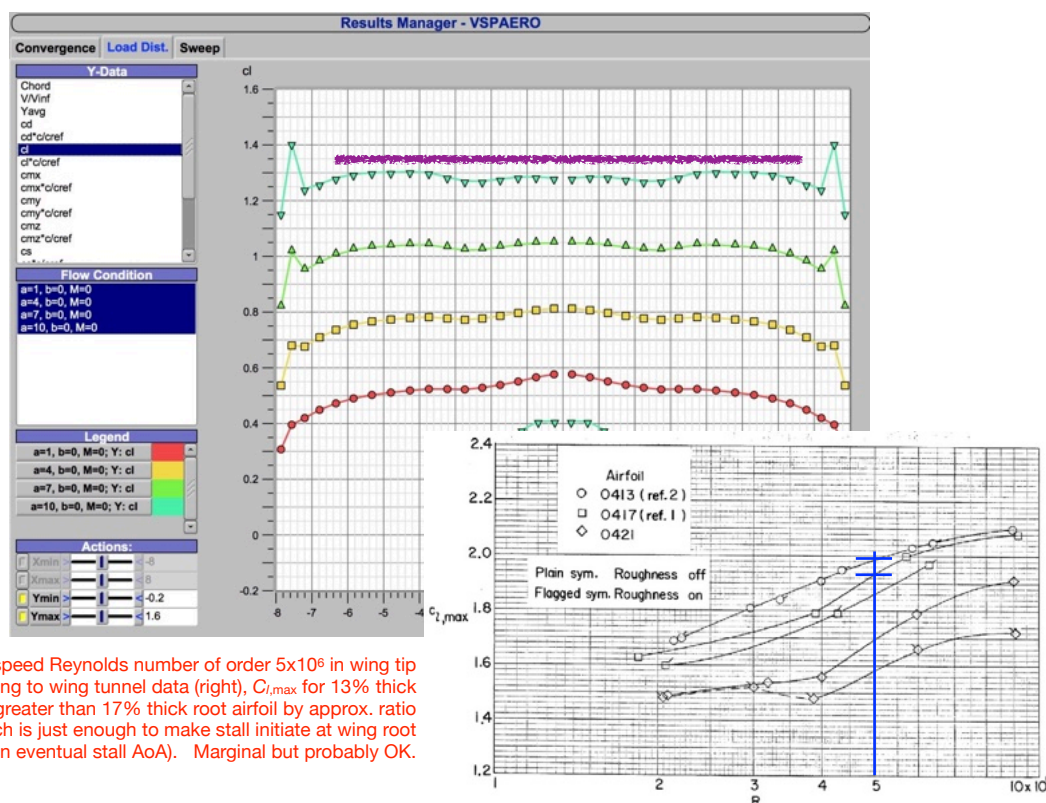 Results Manager - VSPAERO
Convergence Load Dist. Sweep
Y-Data
Chord
V/Vinf
Yavg
cd
cd*c/cref
cl
cl*c/cref
cmx
cmx*c/cref
cmy
cmy*c/cref
cmz
cmz*c/cref
cs
Flow Condition
a=1, b=0, M=0
a=4, b=0, M=0
a=7, b=0, M=0
a=10, b=0, M=0
Legend
a=1, b=0, M=0; Y: cl
a=4, b=0, M=0; Y: cl
a=7, b=0, M=0; Y: cl
a=10, b=0, M=0; Y: cl
Actions:
Xmin > < -8
Xmax > < 8
Ymin > < -0.2
Ymax > < 1.6
cl
1.6
1.4
1.2
1
0.8
0.6
0.4
0.2
0
-0.2
-8 -7 -6 -5 -4
2.4
2.2
2.0
1.8
1.6
1.4
1.2
cl,max
Airfoil
0413 (ref. 2)
0417 (ref. 1)
0421
Plain sym. Roughness off
Flagged sym. Roughness on
1 2 3 4 5 10 x 10
R
speed Reynolds number of order 5x10⁶ in wing tip
ing to wing tunnel data (right), Cl,max for 13% thick
greater than 17% thick root airfoil by approx. ratio
ch is just enough to make stall initiate at wing root
n eventual stall AoA). Marginal but probably OK.